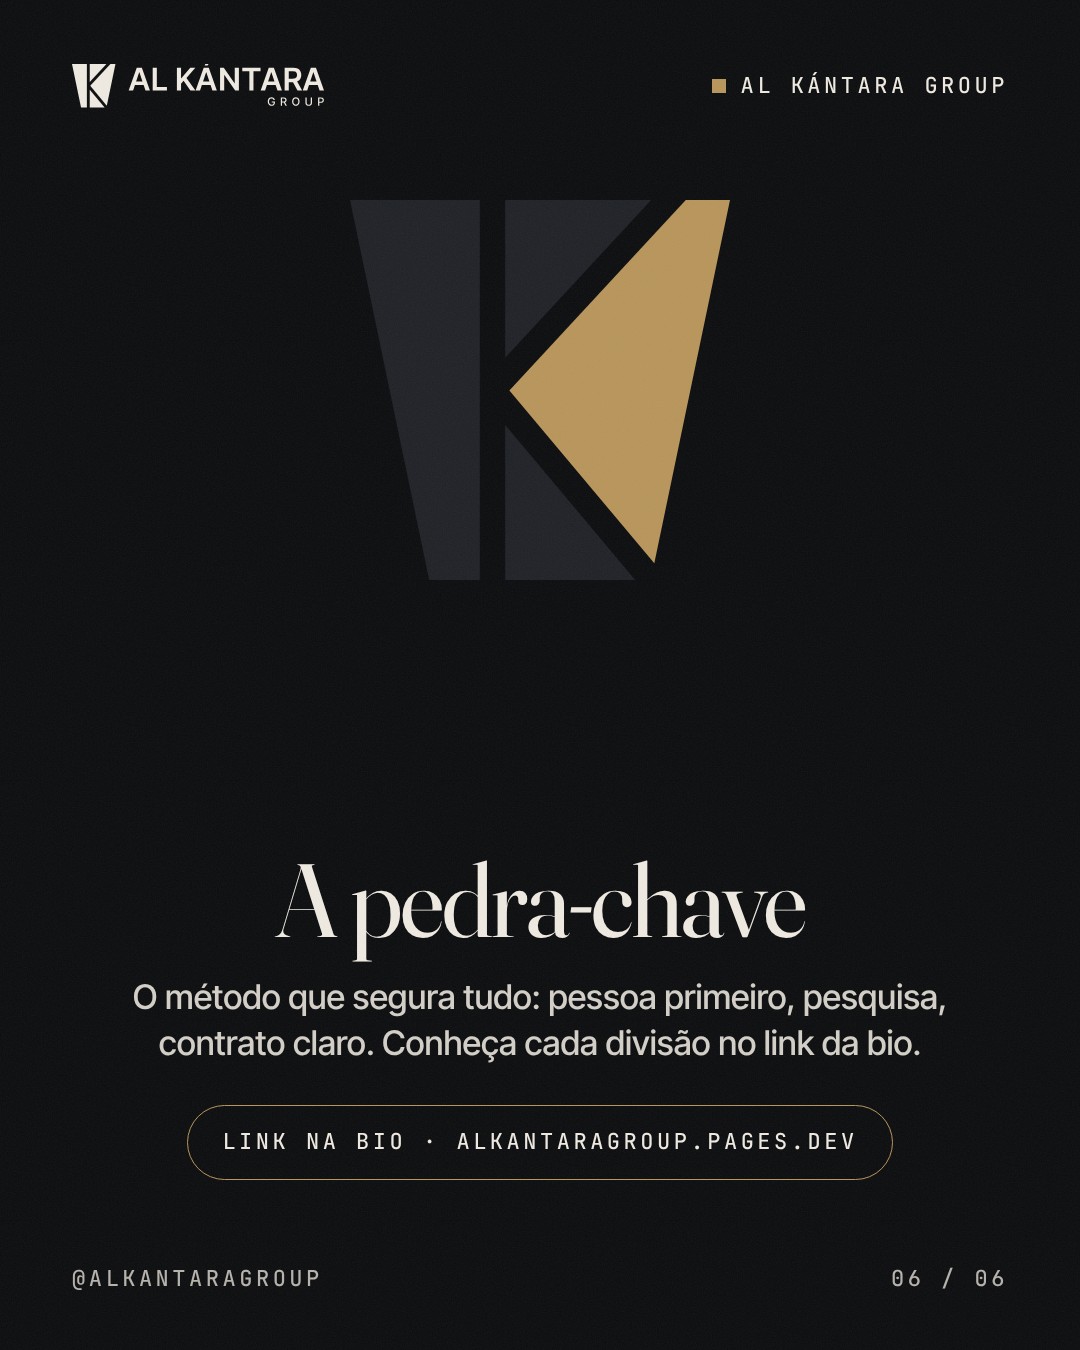 AL KÁNTARA
GROUP
AL KÁNTARA GROUP
A pedra-chave
O método que segura tudo: pessoa primeiro, pesquisa,
contrato claro. Conheça cada divisão no link da bio.
LINK NA BIO · ALKANTARAGROUP.PAGES.DEV
@ALKANTARAGROUP
06 / 06